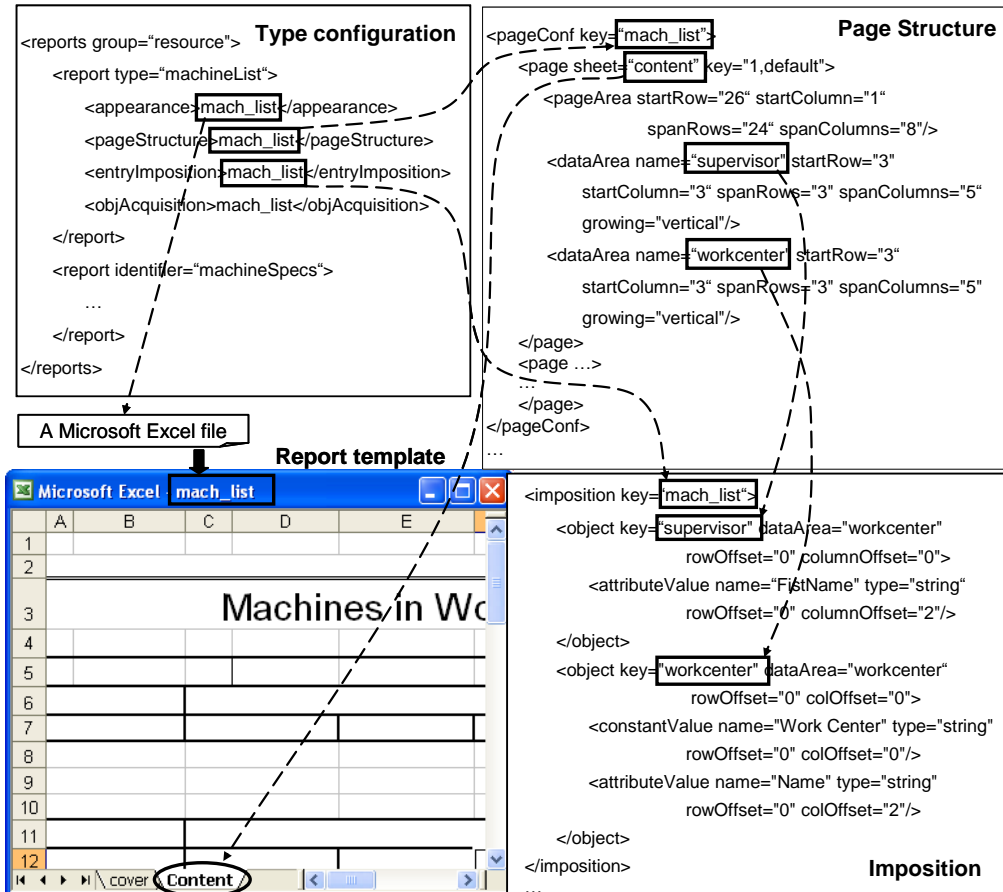 Type configuration
<reports group=“resource">
<report type=“machineList“>
<appearance>mach_list</appearance>
<pageStructure>mach_list</pageStructure>
<entryImposition>mach_list</entryImposition>
<objAcquisition>mach_list</objAcquisition>
</report>
<report identifier=“machineSpecs">
…
</report>
</reports>
A Microsoft Excel file
Page Structure
<pageConf key=“mach_list">
<page sheet=“content” key="1,default">
<pageArea startRow="26“ startColumn="1“
spanRows="24“ spanColumns="8"/>
<dataArea name=“supervisor" startRow="3"
startColumn="3“ spanRows="3" spanColumns="5“
growing="vertical"/>
<dataArea name=“workcenter" startRow="3“
startColumn="3" spanRows="3" spanColumns="5"
growing="vertical"/>
</page>
<page …>
…
</page>
</pageConf>
…
Report template
Microsoft Excel - mach_list
A B C D E
1
2
3 Machines in Wo
4
5
6
7
8
9
10
11
12
cover Content
<imposition key=“mach_list“>
<object key=“supervisor" dataArea="workcenter"
rowOffset="0" columnOffset="0">
<attributeValue name=“FistName" type="string“
rowOffset="0" columnOffset="2"/>
</object>
<object key="workcenter" dataArea="workcenter“
rowOffset="0" colOffset="0">
<constantValue name="Work Center" type="string"
rowOffset="0" colOffset="0"/>
<attributeValue name="Name" type="string"
rowOffset="0" colOffset="2"/>
</object>
</imposition>
Imposition
…